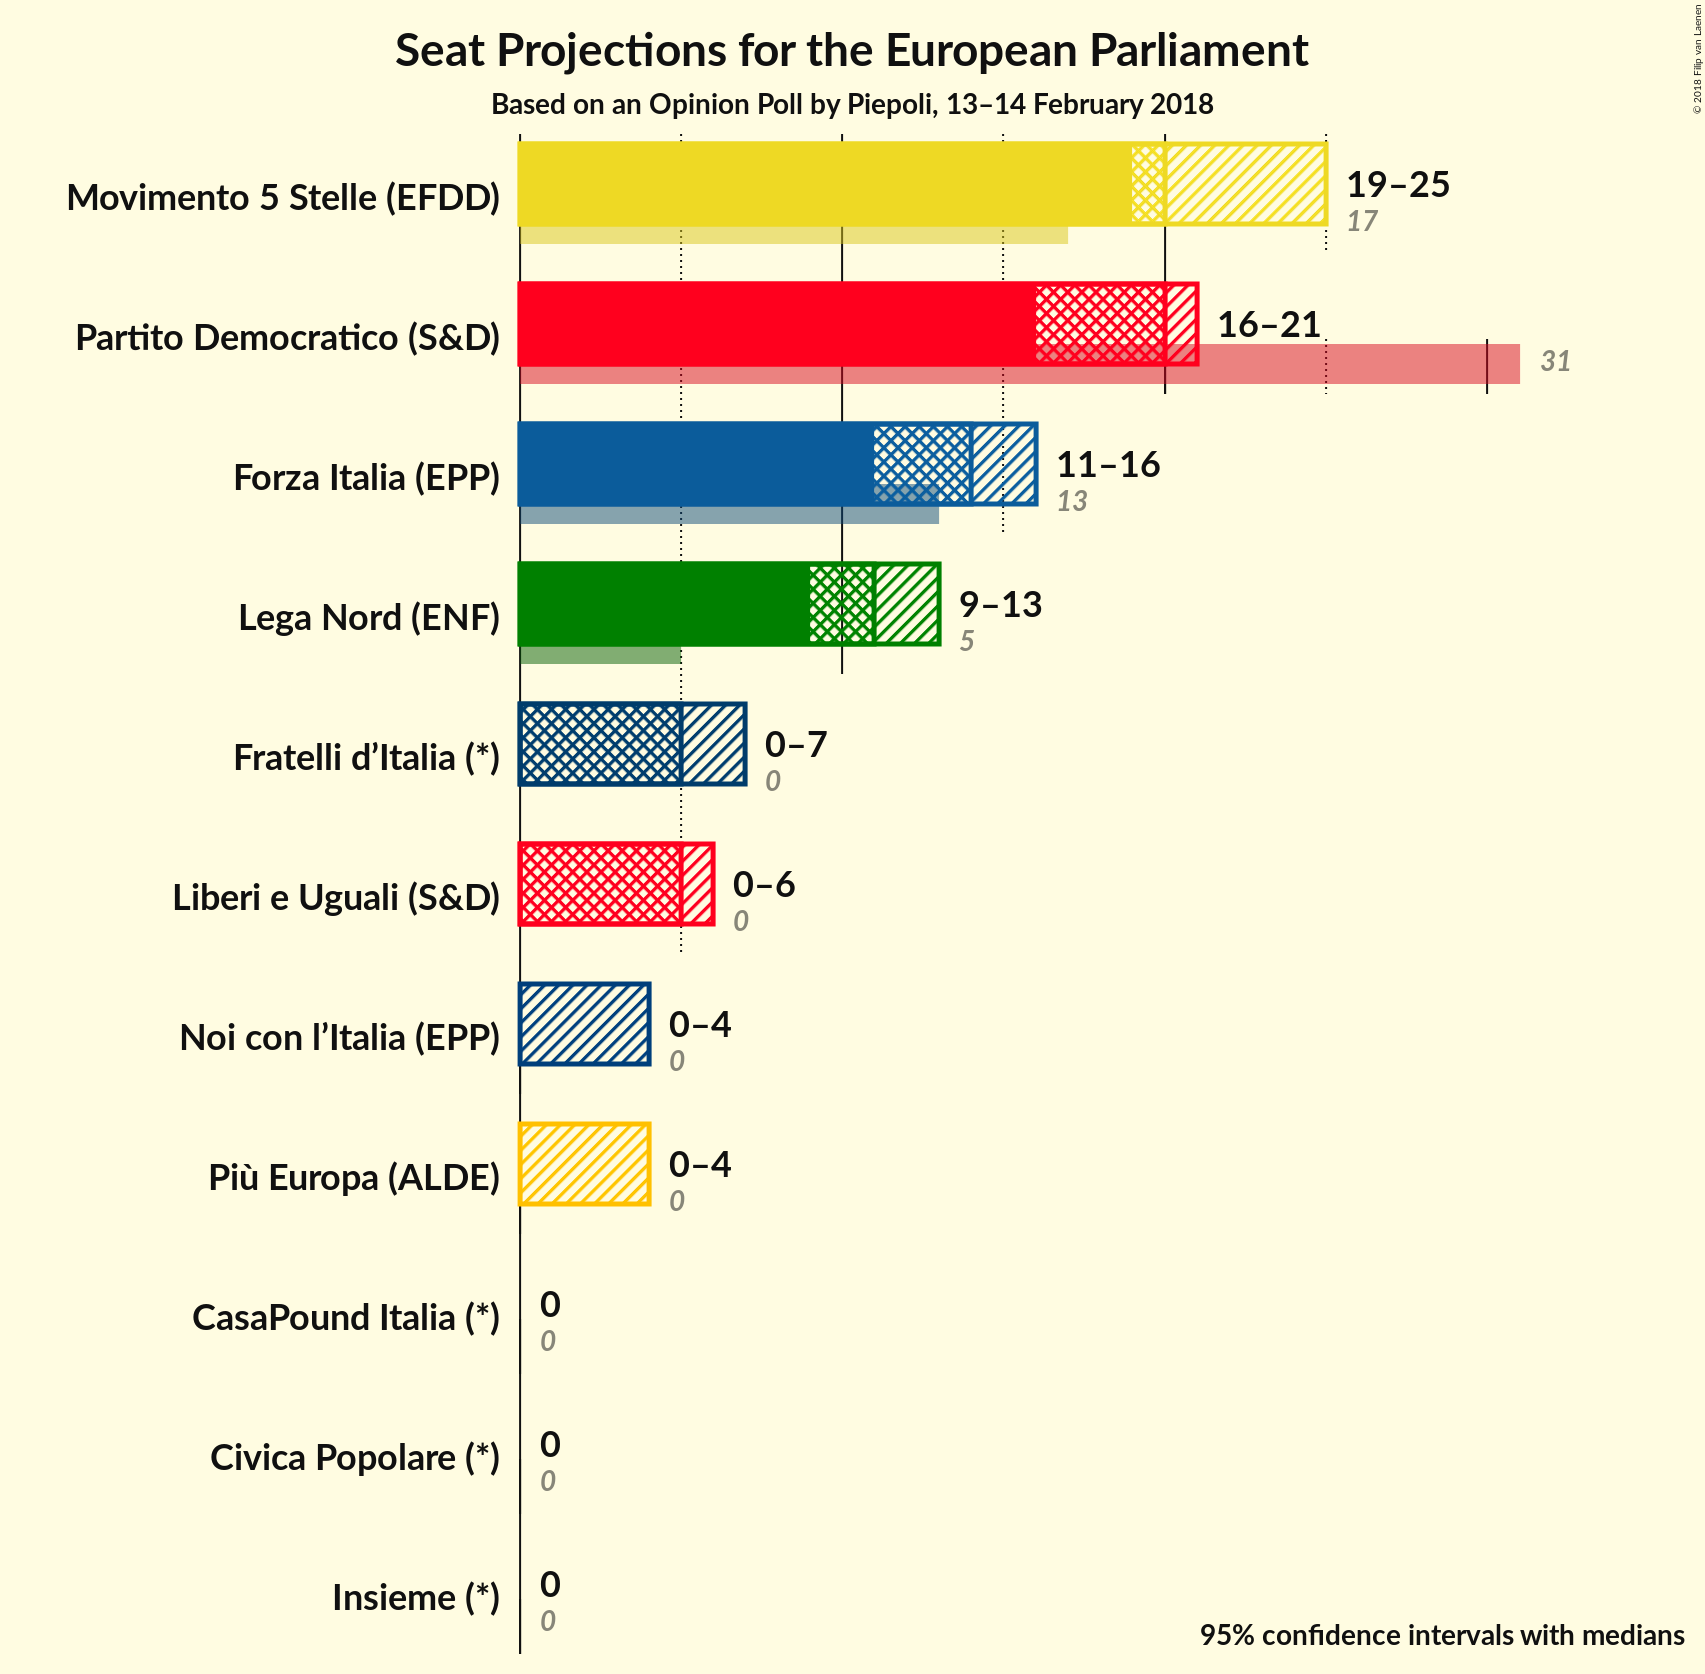 Seat Projections for the European Parliament
Based on an Opinion Poll by Piepoli, 13–14 February 2018
© 2018 Filip van Laenen
Movimento 5 Stelle (EFDD)
19–25
17
Partito Democratico (S&D)
16–21
31
Forza Italia (EPP)
11–16
13
Lega Nord (ENF)
9–13
5
Fratelli d’Italia (*)
0–7
0
Liberi e Uguali (S&D)
0–6
0
Noi con l’Italia (EPP)
0–4
0
Più Europa (ALDE)
0–4
0
CasaPound Italia (*)
0
0
Civica Popolare (*)
0
0
Insieme (*)
0
0
95% confidence intervals with medians